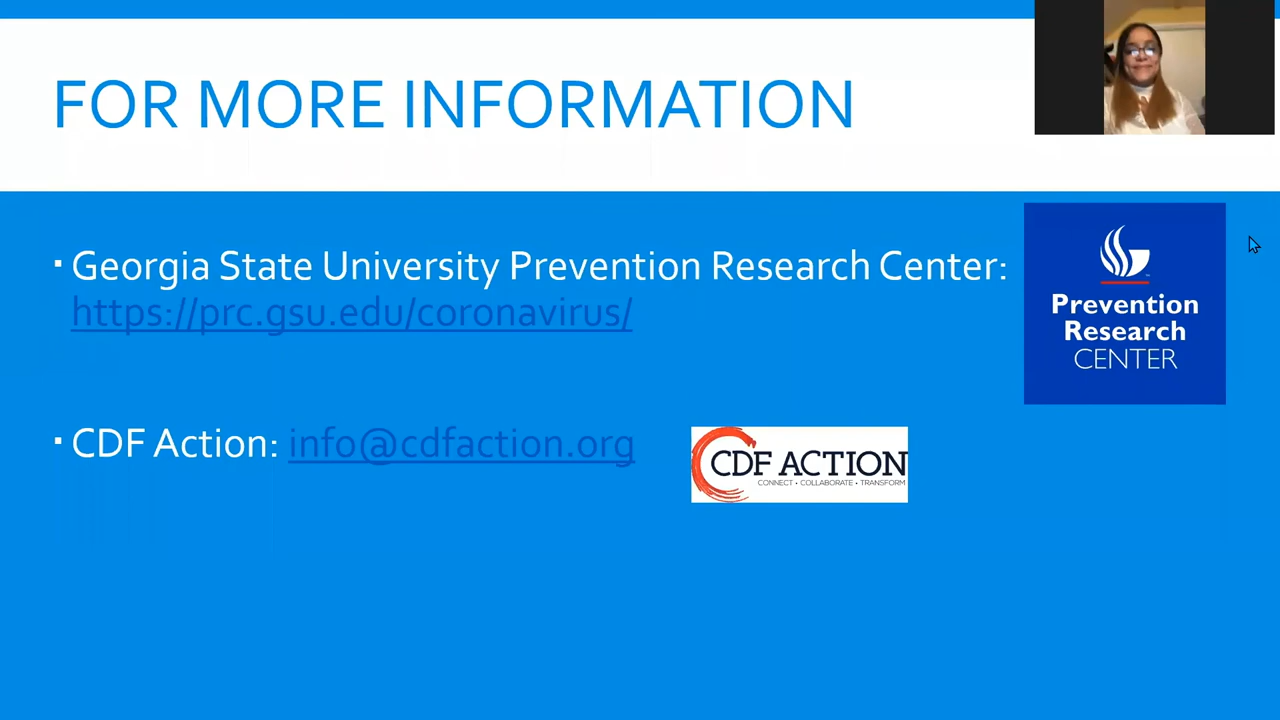 FOR MORE INFORMATION
▪ Georgia State University Prevention Research Center:
https://prc.gsu.edu/coronavirus/
Prevention
Research
CENTER
▪ CDF Action: info@cdfaction.org
CDF ACTION
CONNECT • COLLABORATE • TRANSFORM